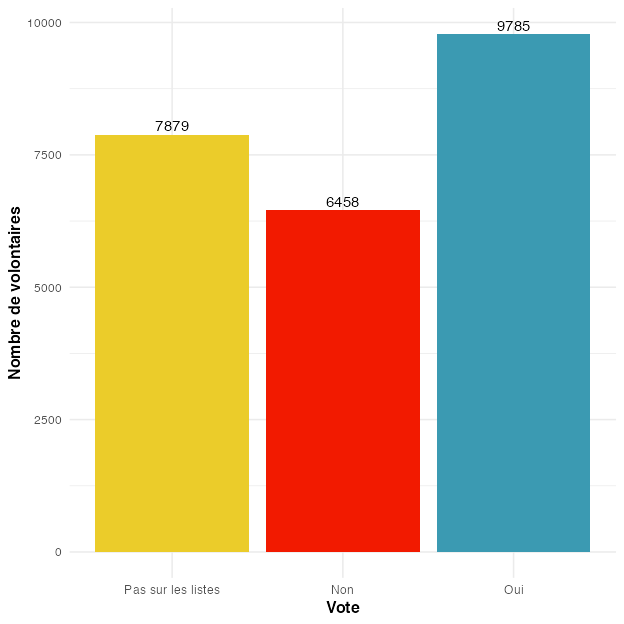 10000
7500
5000
2500
0
Nombre de volontaires
7879
6458
9785
Pas sur les listes
Non
Oui
Vote